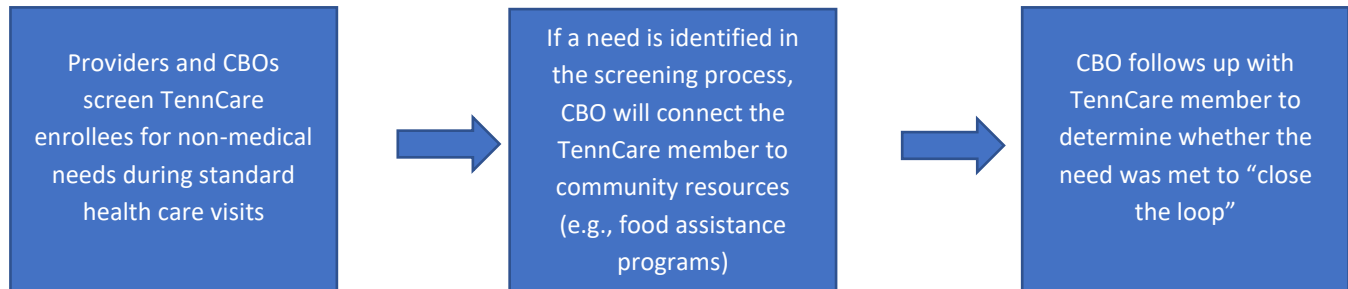 Providers and CBOs
screen TennCare
enrollees for non-medical
needs during standard
health care visits
If a need is identified in
the screening process,
CBO will connect the
TennCare member to
community resources
(e.g., food assistance
programs)
CBO follows up with
TennCare member to
determine whether the
need was met to “close
the loop”